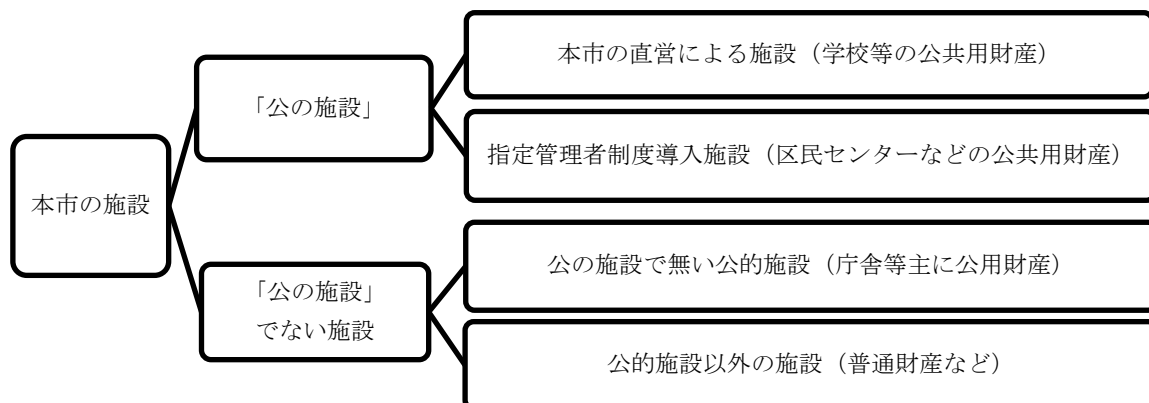 本市の施設
「公の施設」
本市の直営による施設（学校等の公共用財産）
指定管理者制度導入施設（区民センターなどの公共用財産）
「公の施設」
でない施設
公の施設で無い公的施設（庁舎等主に公用財産）
公的施設以外の施設（普通財産など）